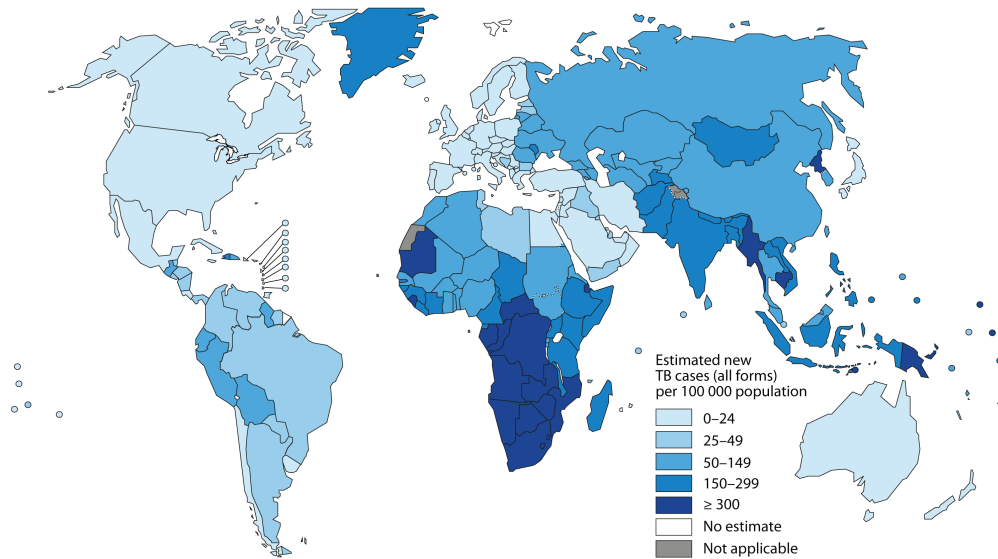 Estimated new
TB cases (all forms)
per 100 000 population
0–24
25–49
50–149
150–299
≥ 300
No estimate
Not applicable